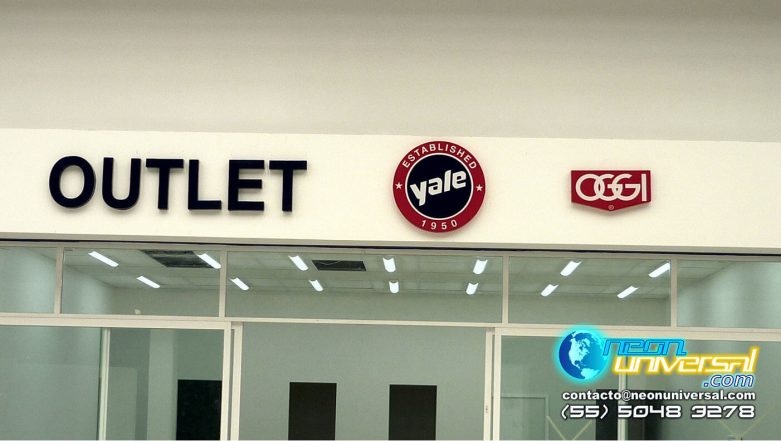 OUTLET
ESTABLISHED
yale
1950
OGGI
®
neon
universal
.com
contacto@neonuniversal.com
(55) 5048 3278